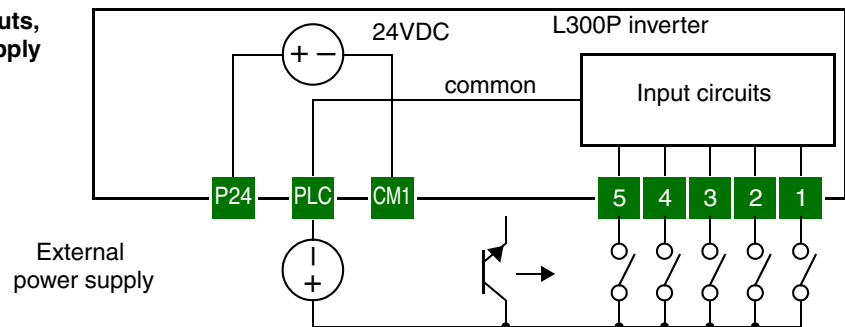 uts,
pply
24VDC
L300P inverter
+ −
common
Input circuits
P24 PLC CM1 5 4 3 2 1
External
power supply
−
+